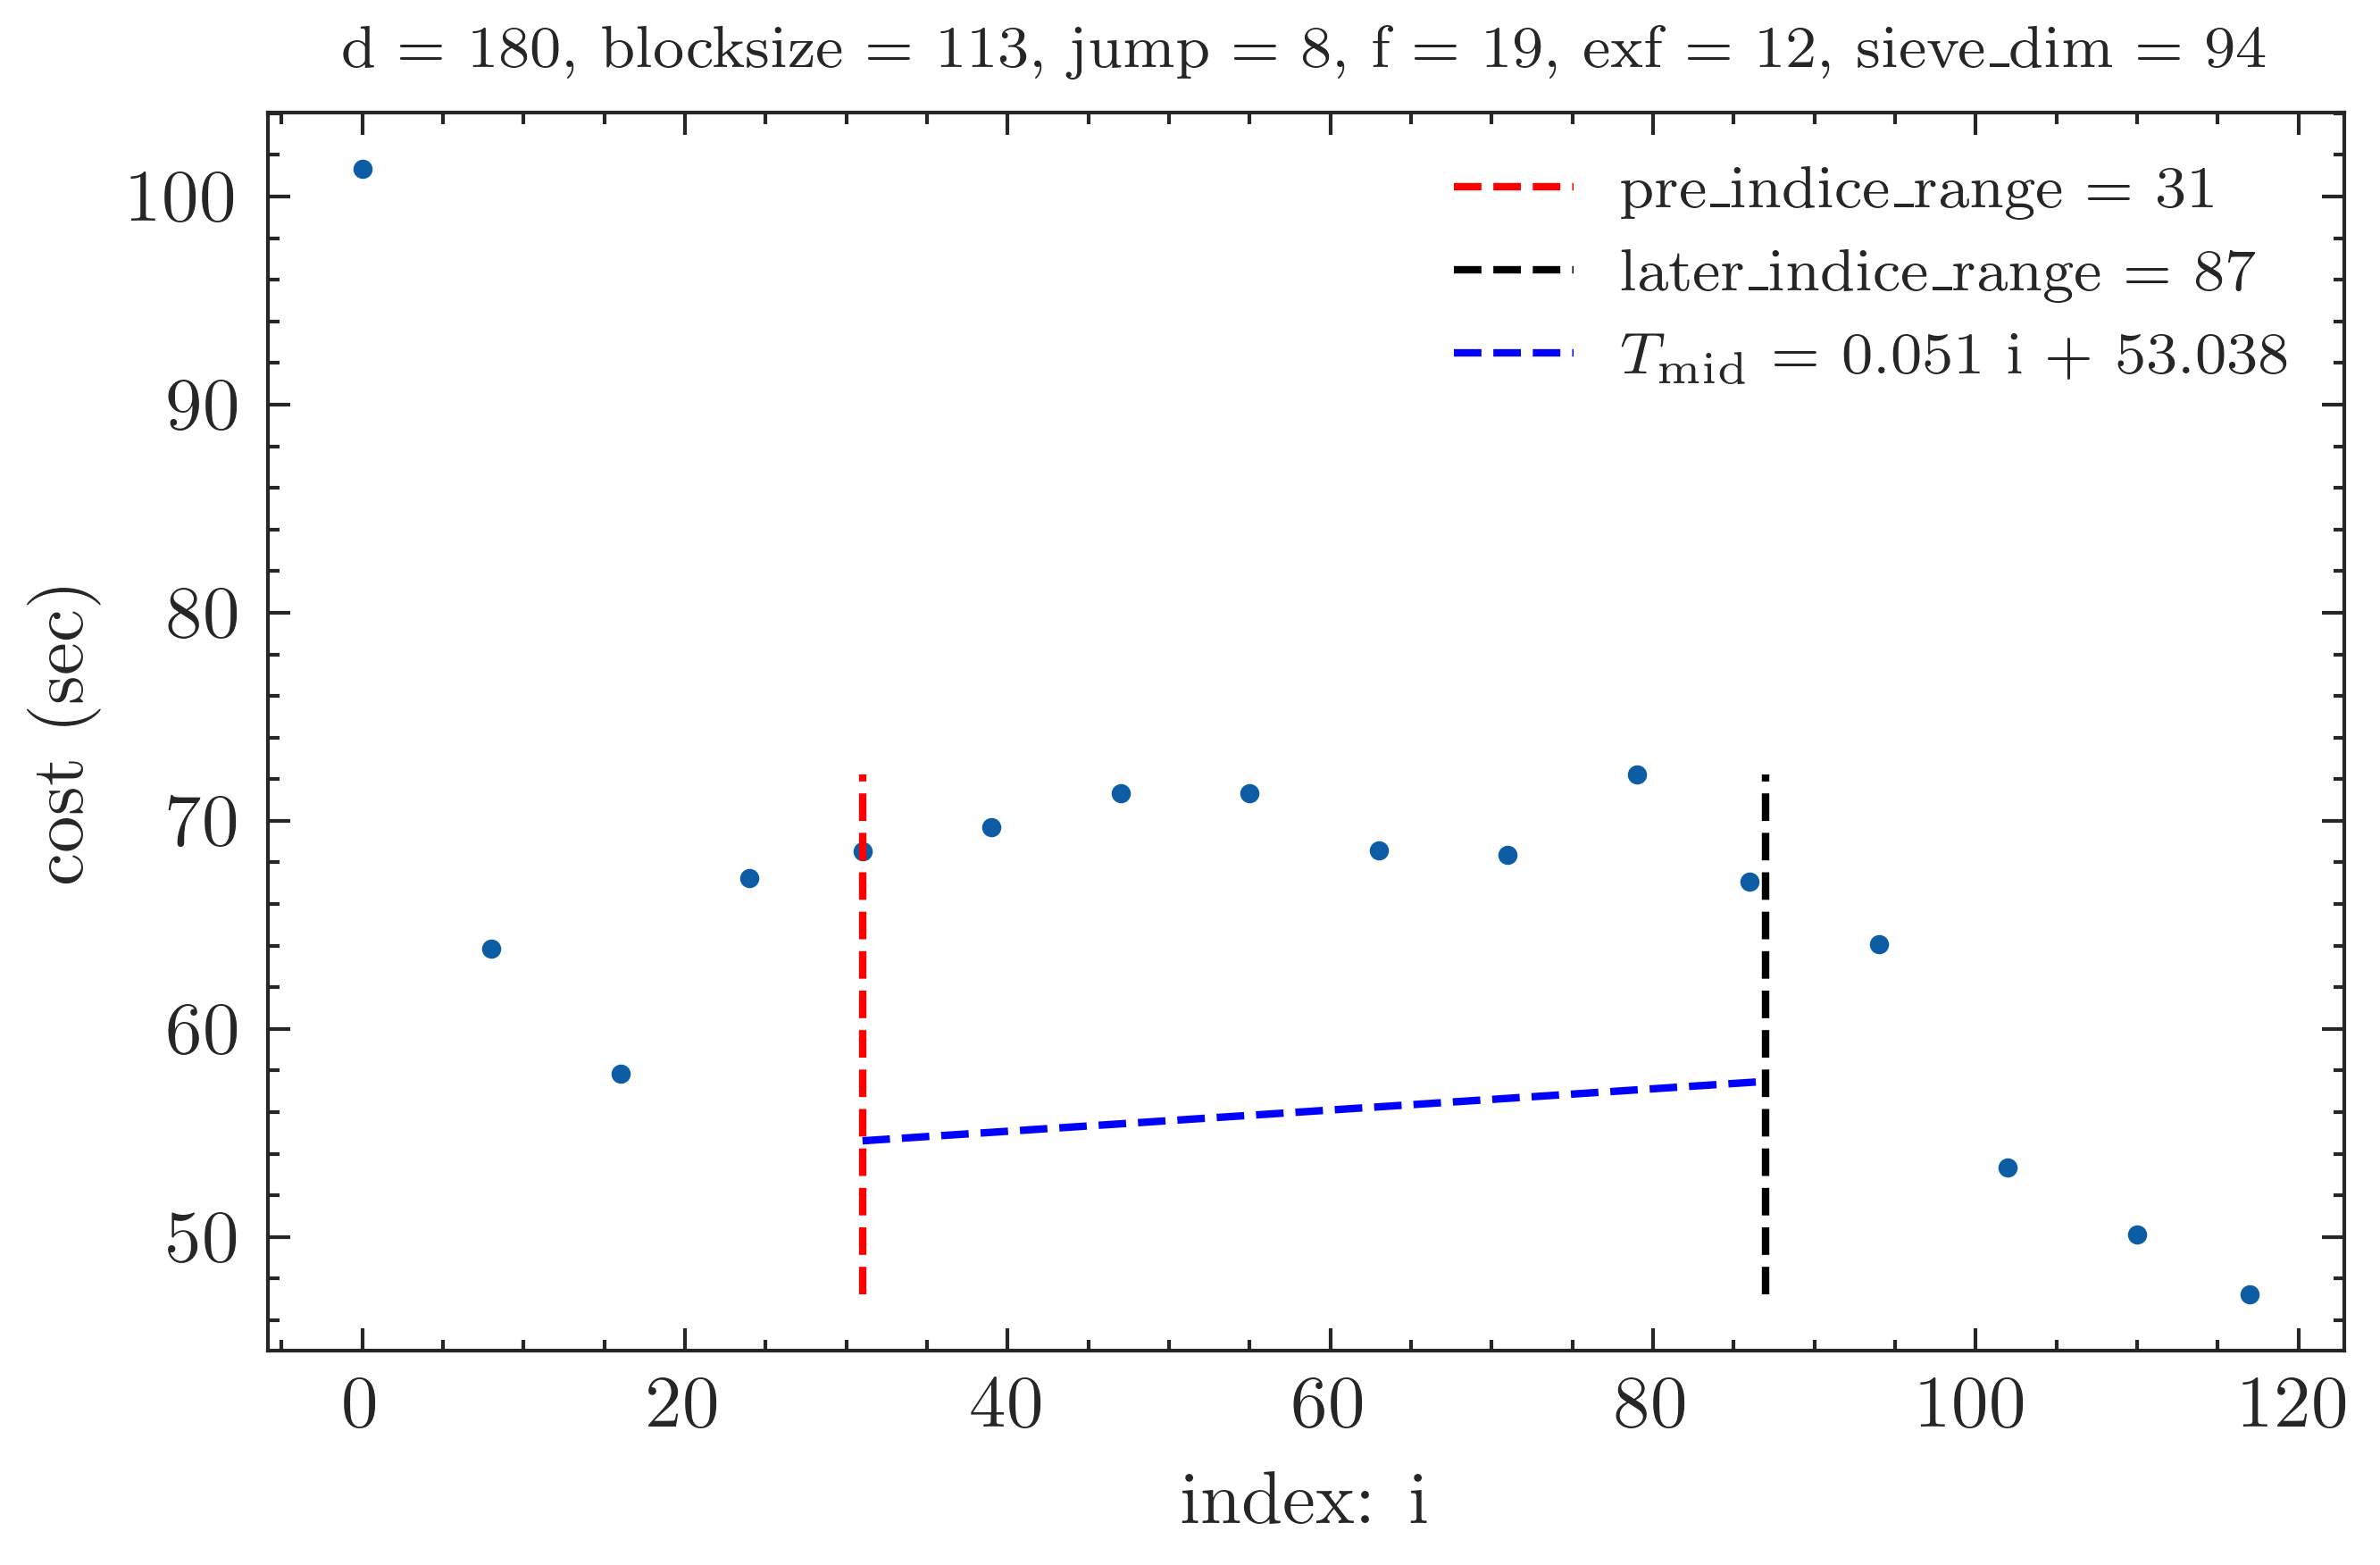 d = 180, blocksize = 113, jump = 8, f = 19, exf = 12, sieve_dim = 94
pre_indice_range = 31
later_indice_range = 87
T_mid = 0.051 i + 53.038
100
90
80
70
60
50
cost (sec)
0 20 40 60 80 100 120
index: i